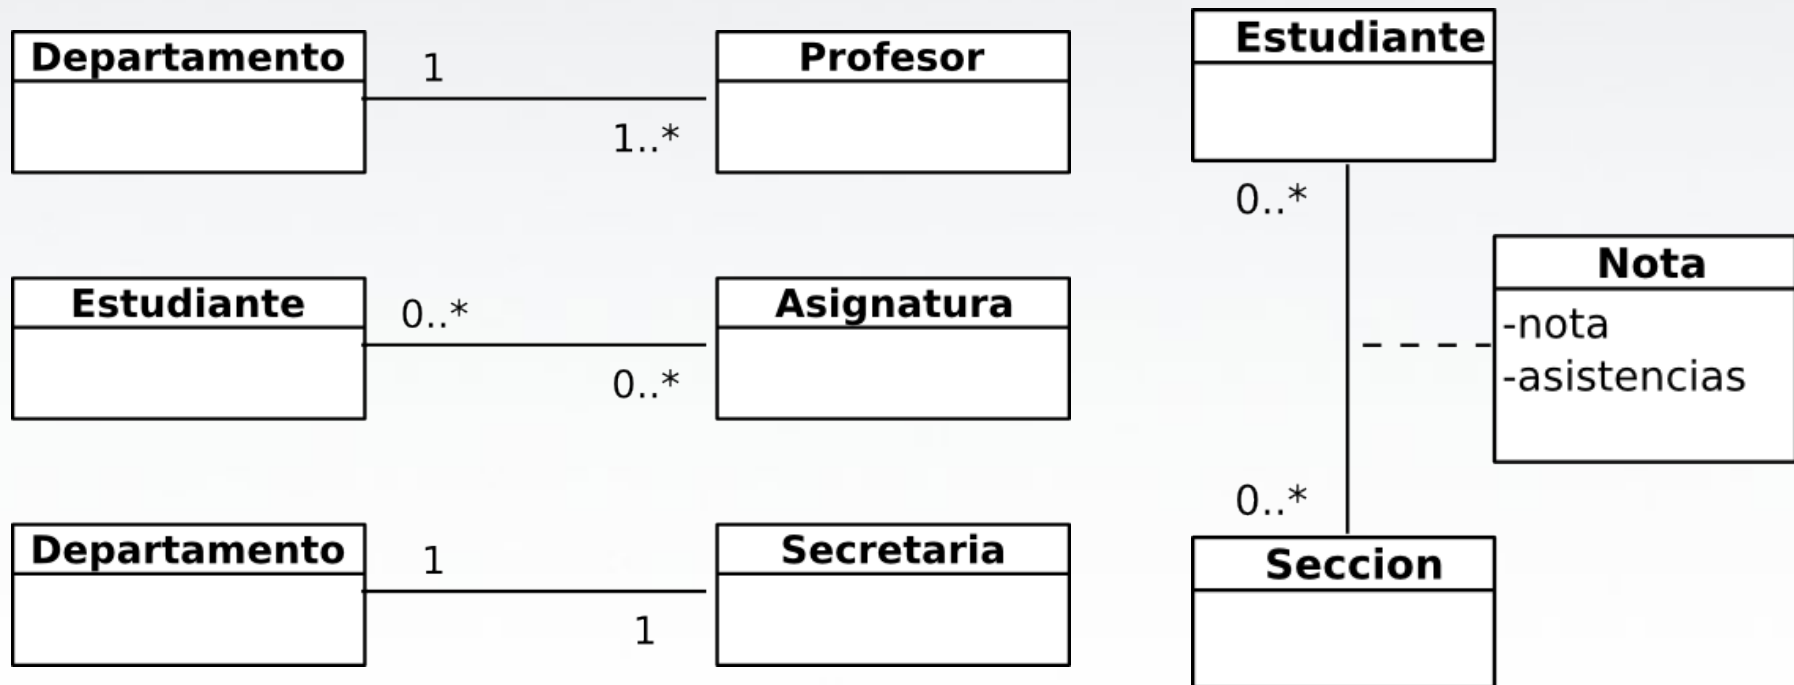 Departamento
1
1..*
Profesor
Estudiante
0..*
0..*
Asignatura
Departamento
1
1
Secretaria
Estudiante
0..*
Nota
-nota
-asistencias
0..*
Seccion